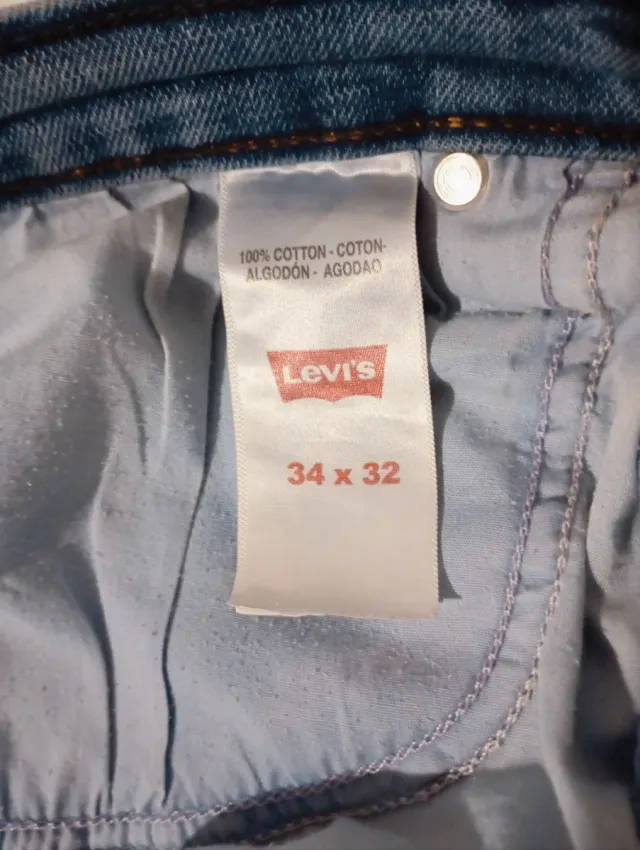 100% COTTON - COTON-
ALGODÓN - AGODAO
LEVI'S
34 x 32